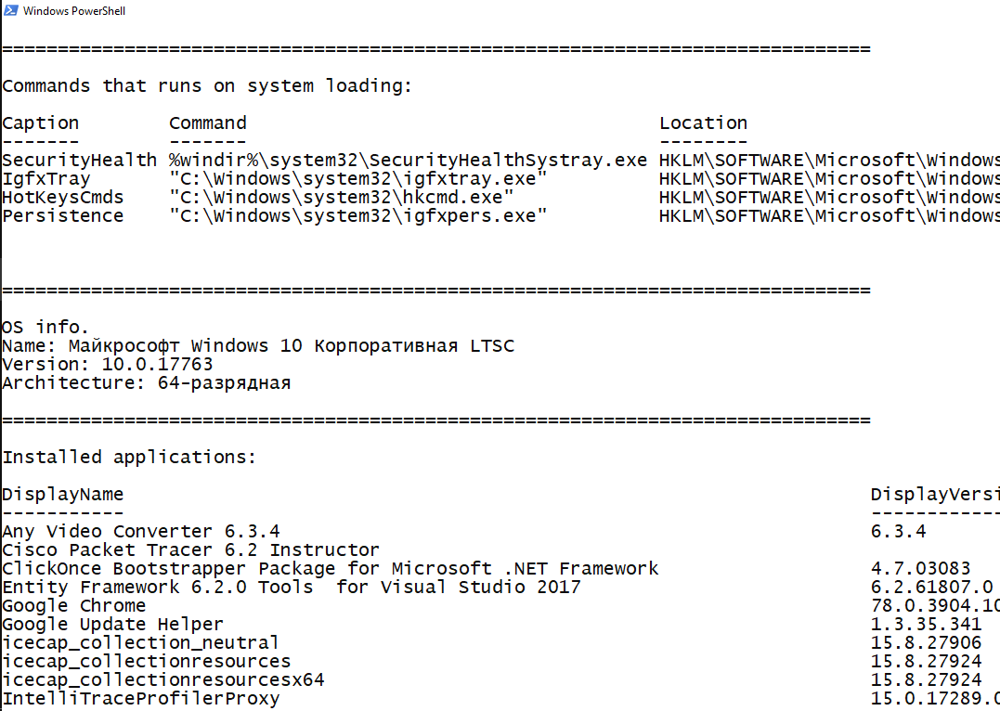 Windows PowerShell
==============================================================================
Commands that runs on system loading:
Caption        Command                                     Location
-------        -------                                     --------
SecurityHealth %windir%\system32\SecurityHealthSystray.exe HKLM\SOFTWARE\Microsoft\Windows
IgfxTray       "C:\Windows\system32\igfxtray.exe"          HKLM\SOFTWARE\Microsoft\Windows
HotKeysCmds    "C:\Windows\system32\hkcmd.exe"             HKLM\SOFTWARE\Microsoft\Windows
Persistence    "C:\Windows\system32\igfxpers.exe"          HKLM\SOFTWARE\Microsoft\Windows
==============================================================================
OS info.
Name: Майкрософт Windows 10 Корпоративная LTSC
Version: 10.0.17763
Architecture: 64-разрядная
==============================================================================
Installed applications:
DisplayName                                                                   DisplayVersi
-----------                                                                   ------------
Any Video Converter 6.3.4                                                     6.3.4
Cisco Packet Tracer 6.2 Instructor
ClickOnce Bootstrapper Package for Microsoft .NET Framework                   4.7.03083
Entity Framework 6.2.0 Tools  for Visual Studio 2017                          6.2.61807.0
Google Chrome                                                                 78.0.3904.10
Google Update Helper                                                          1.3.35.341
icecap_collection_neutral                                                     15.8.27906
icecap_collectionresources                                                    15.8.27924
icecap_collectionresourcesx64                                                 15.8.27924
IntelliTraceProfilerProxy                                                     15.0.17289.0